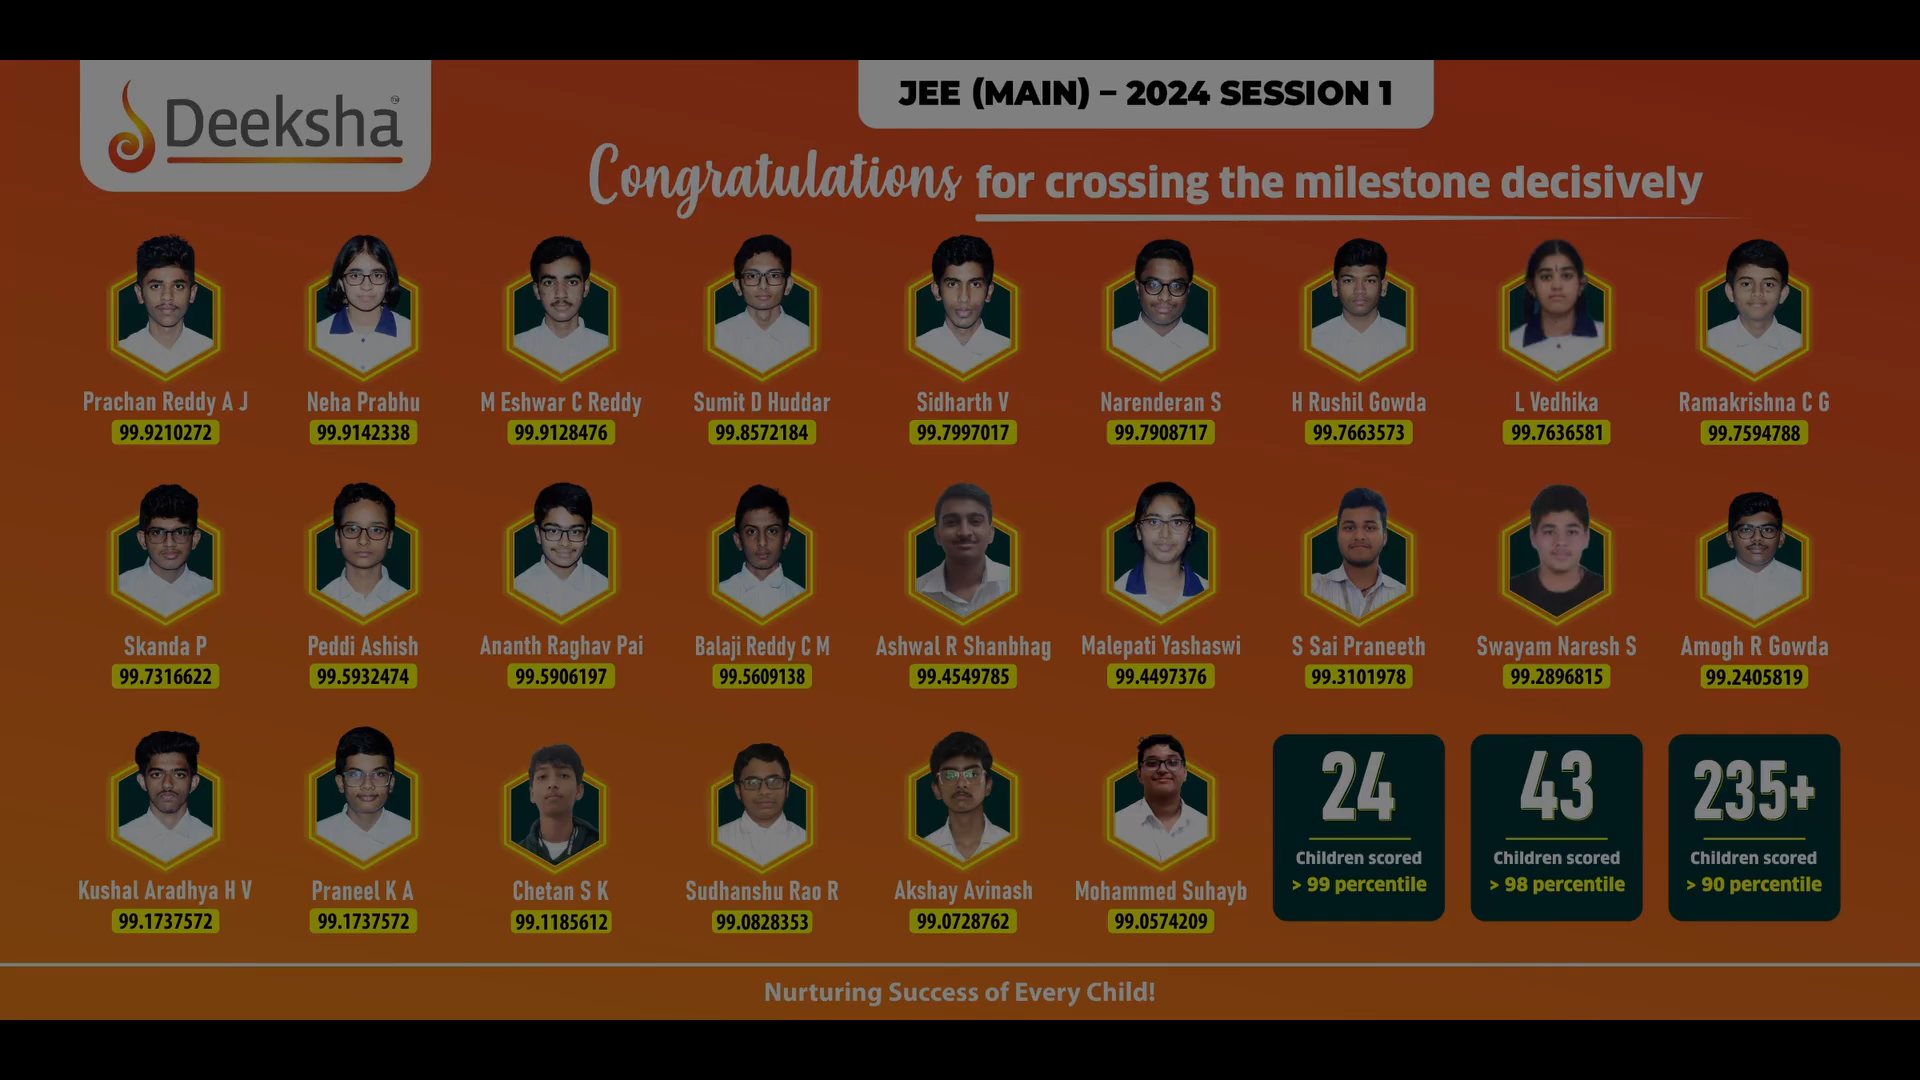 Deeksha™
JEE (MAIN) – 2024 SESSION 1
Congratulations for crossing the milestone decisively
Prachan Reddy A J
99.9210272
Neha Prabhu
99.9142338
M Eshwar C Reddy
99.9128476
Sumit D Huddar
99.8572184
Sidharth V
99.7997017
Narenderan S
99.7908717
H Rushil Gowda
99.7663573
L Vedhika
99.7636581
Ramakrishna C G
99.7594788
Skanda P
99.7316622
Peddi Ashish
99.5932474
Ananth Raghav Pai
99.5906197
Balaji Reddy C M
99.5609138
Ashwal R Shanbhag
99.4549785
Malepati Yashaswi
99.4497376
S Sai Praneeth
99.3101978
Swayam Naresh S
99.2896815
Amogh R Gowda
99.2405819
Kushal Aradhya H V
99.1737572
Praneel K A
99.1737572
Chetan S K
99.1185612
Sudhanshu Rao R
99.0828353
Akshay Avinash
99.0728762
Mohammed Suhayb
99.0574209
24
Children scored
> 99 percentile
43
Children scored
> 98 percentile
235+
Children scored
> 90 percentile
Nurturing Success of Every Child!